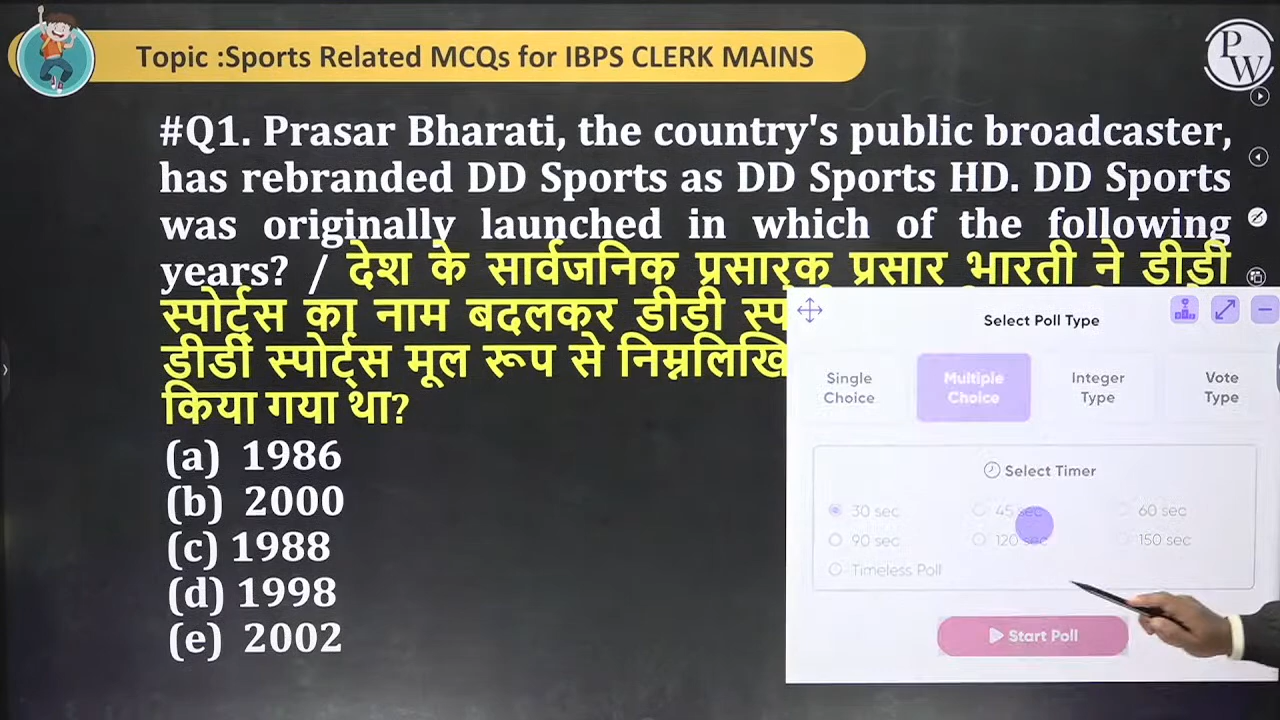 Topic :Sports Related MCQs for IBPS CLERK MAINS
PW
#Q1. Prasar Bharati, the country's public broadcaster,
has rebranded DD Sports as DD Sports HD. DD Sports
was originally launched in which of the following
years? / देश के सार्वजनिक प्रसारक प्रसार भारती ने डीडी
स्पोर्ट्स का नाम बदलकर डीडी
डीडी स्पोर्ट्स मूल रूप से
किया गया था?
(a) 1986
(b) 2000
(c) 1988
(d) 1998
(e) 2002
Select Poll Type
Single Choice
Multiple Choice
Integer Type
Vote Type
Select Timer
30 sec 45 sec 60 sec
90 sec 120 sec 150 sec
Timeless Poll
Start Poll